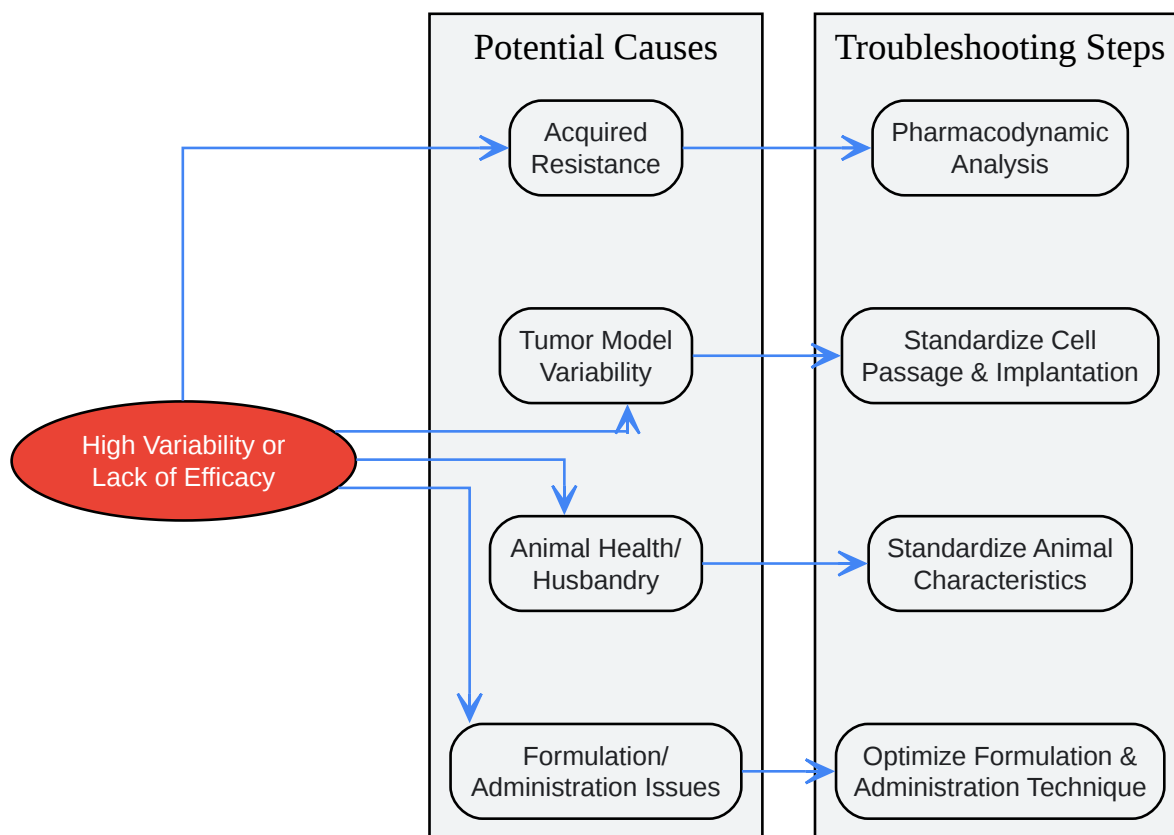 Potential Causes
Troubleshooting Steps
Acquired
Resistance
Pharmacodynamic
Analysis
Tumor Model
Variability
Standardize Cell
Passage & Implantation
High Variability or
Lack of Efficacy
Animal Health/
Husbandry
Standardize Animal
Characteristics
Formulation/
Administration Issues
Optimize Formulation &
Administration Technique